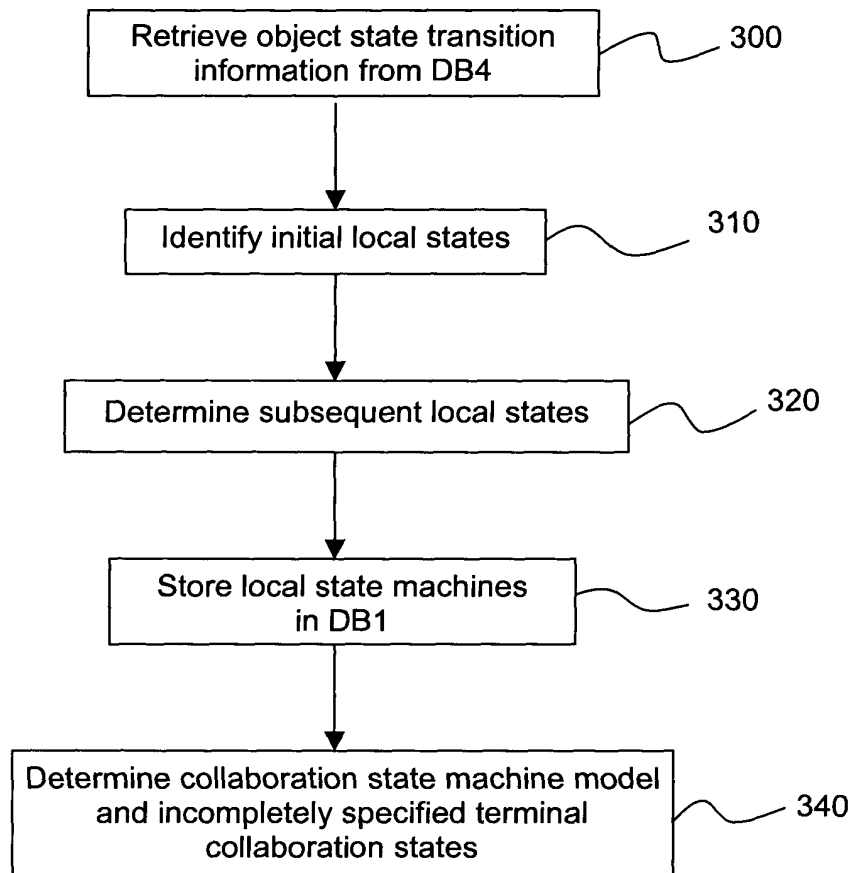 Retrieve object state transition
information from DB4
300
Identify initial local states
310
Determine subsequent local states
320
Store local state machines
in DB1
330
Determine collaboration state machine model
and incompletely specified terminal
collaboration states
340